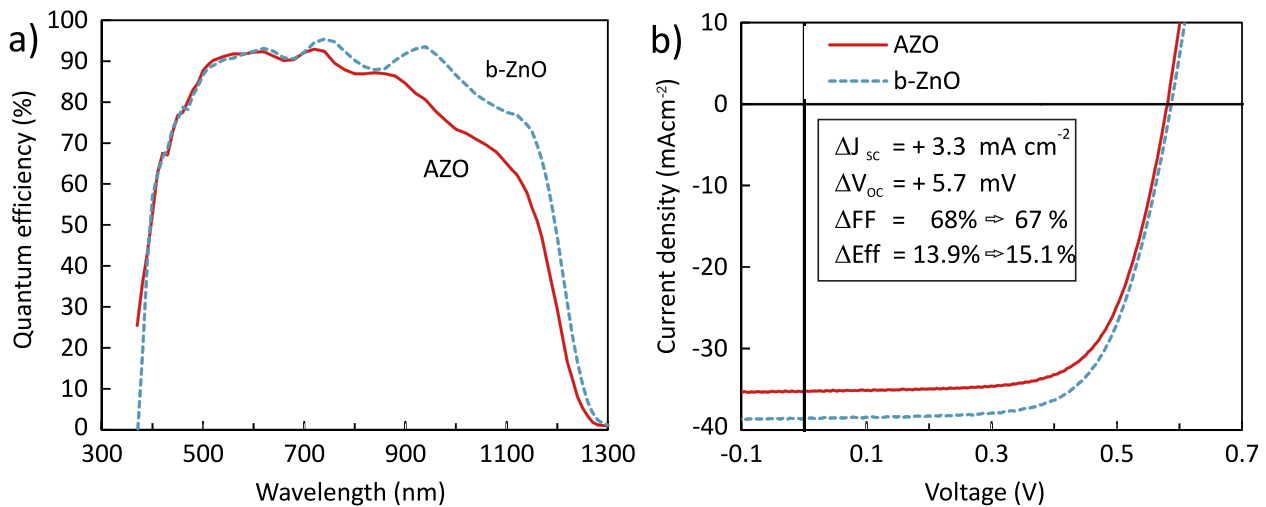 a)
Quantum efficiency (%)
100
90
80
70
60
50
40
30
20
10
0
b-ZnO
AZO
300
500
700
900
1100
1300
Wavelength (nm)
b)
Current density (mAcm⁻²)
10
0
-10
-20
-30
-40
AZO
b-ZnO
ΔJ SC = + 3.3 mA cm⁻²
ΔVOC = + 5.7 mV
ΔFF = 68% ⇨ 67 %
ΔEff = 13.9% ⇨ 15.1%
-0.1
0.1
0.3
0.5
0.7
Voltage (V)